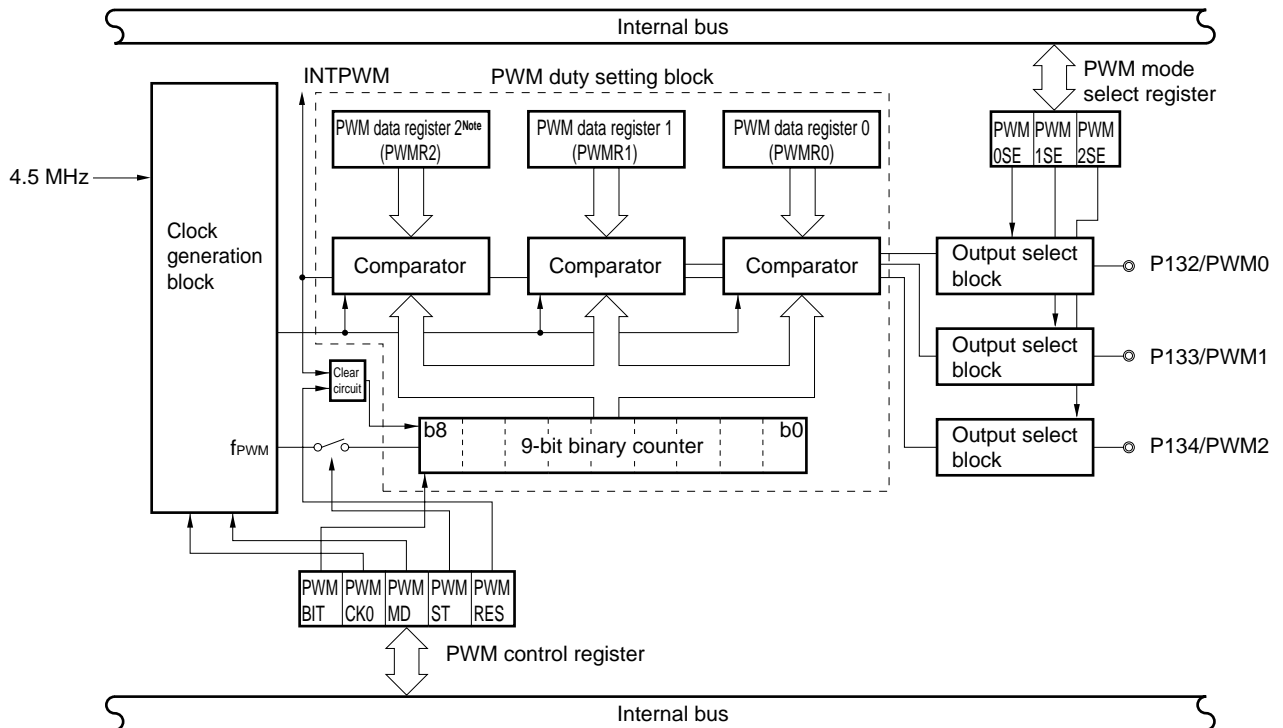 Internal bus
INTPWM
PWM duty setting block
PWM mode
select register
PWM data register 2Note
(PWMR2)
PWM data register 1
(PWMR1)
PWM data register 0
(PWMR0)
PWM
0SE
PWM
1SE
PWM
2SE
4.5 MHz
Clock
generation
block
Comparator
Comparator
Comparator
Output select
block
P132/PWM0
Output select
block
P133/PWM1
Output select
block
P134/PWM2
Clear
circuit
fPWM
b8
9-bit binary counter
b0
PWM
BIT
PWM
CK0
PWM
MD
PWM
ST
PWM
RES
PWM control register
Internal bus